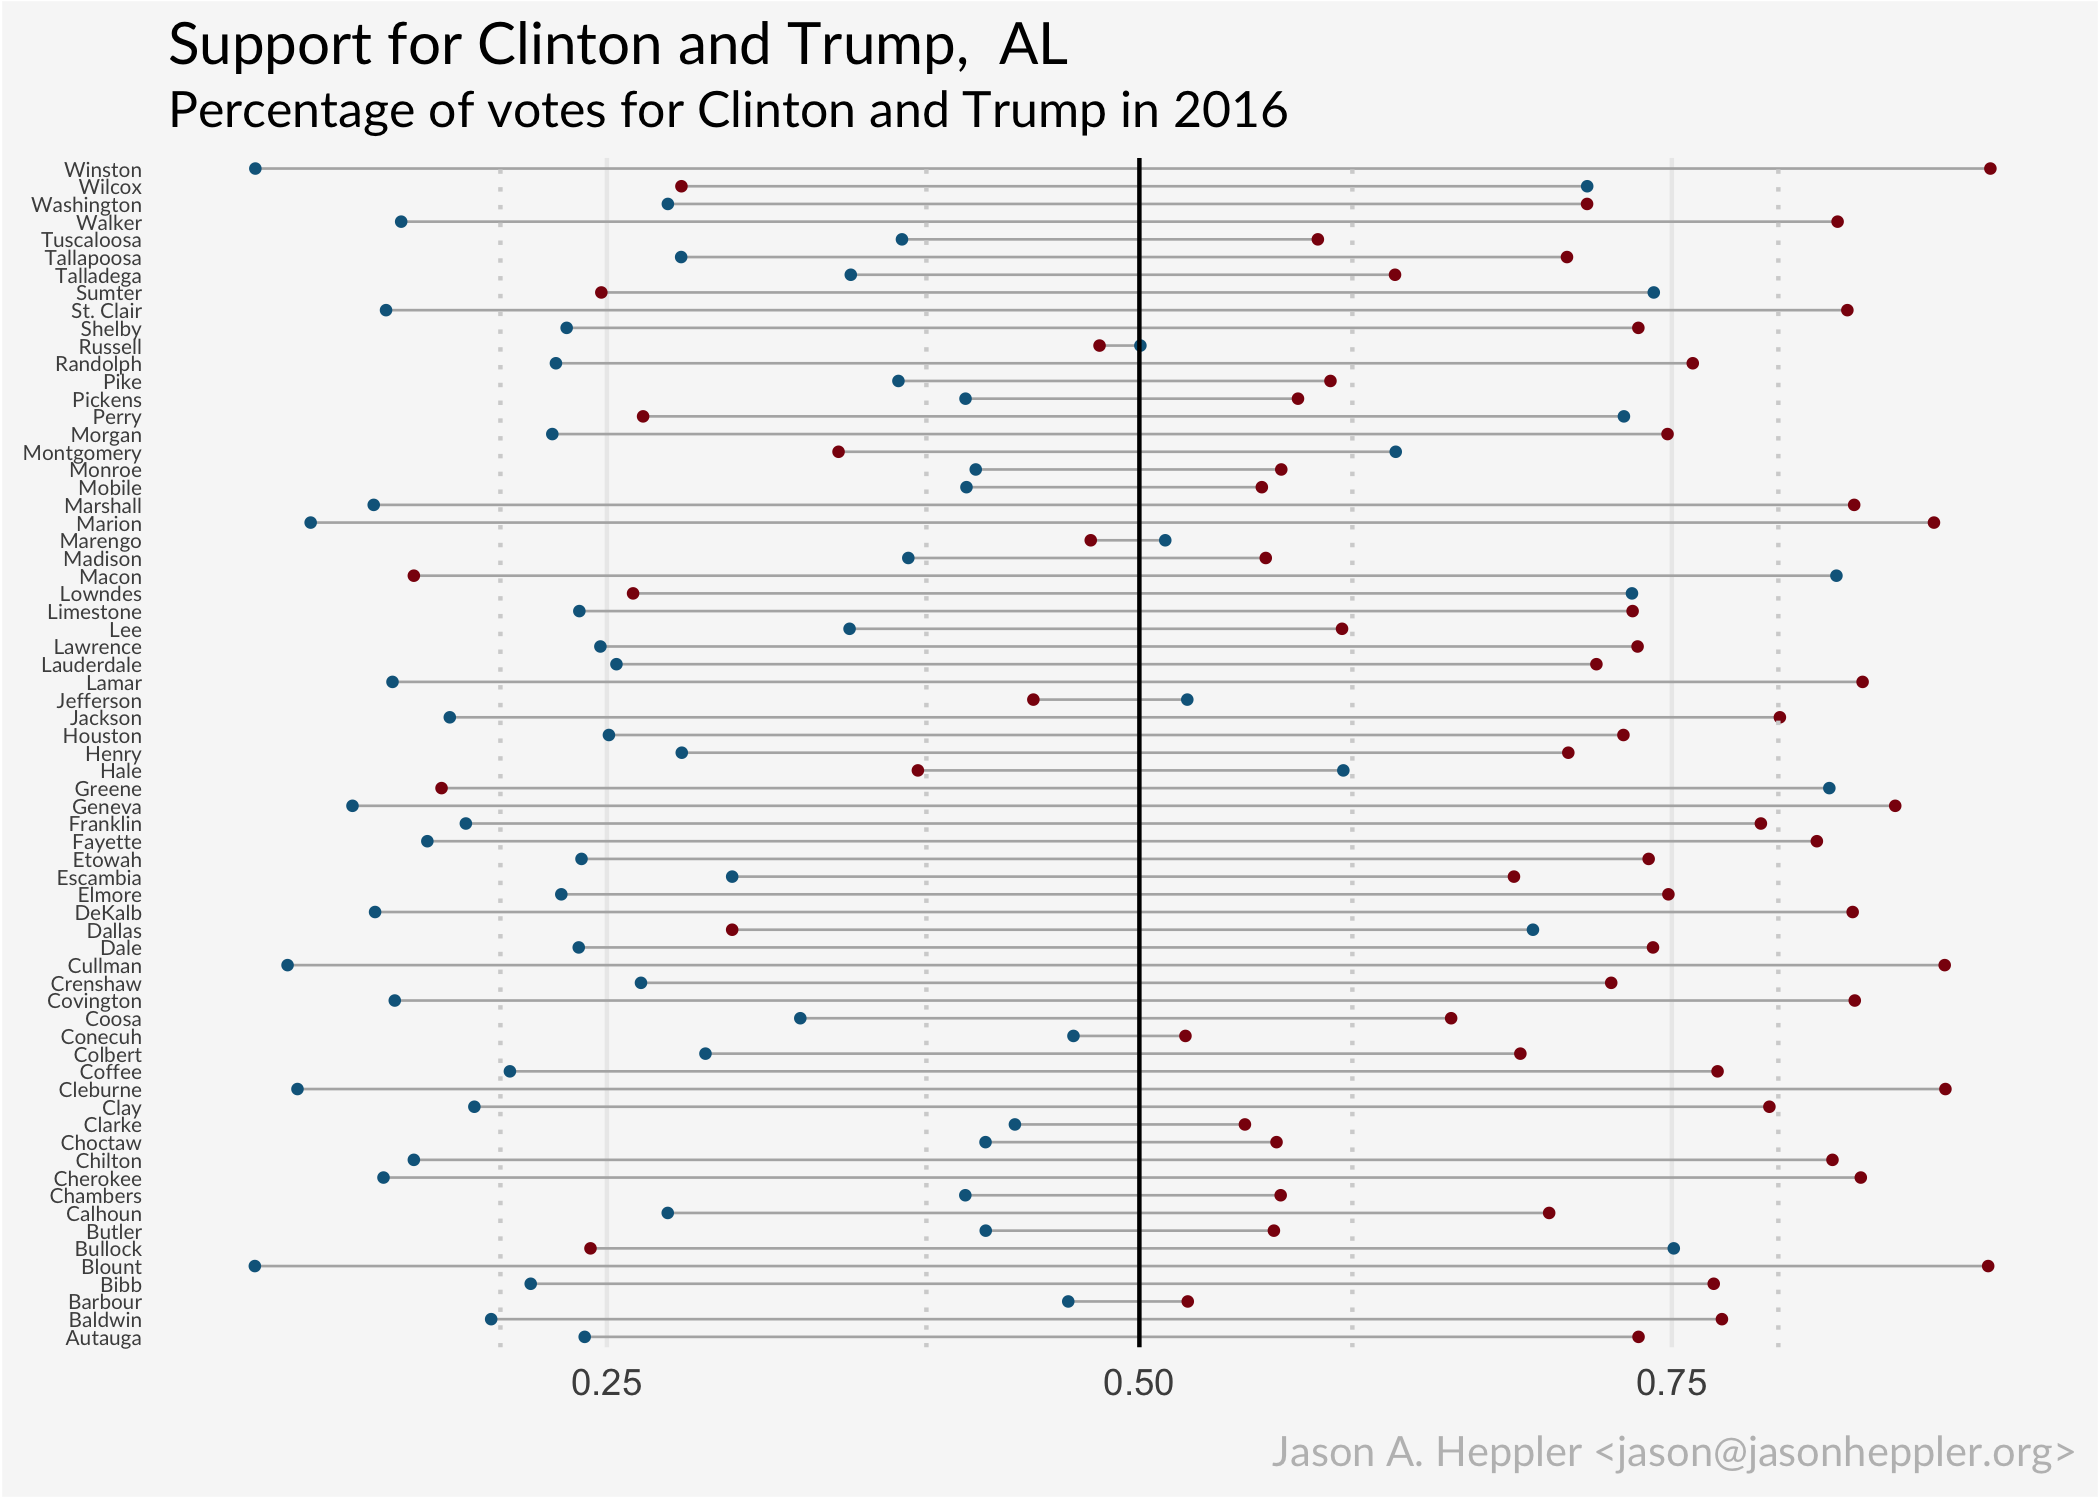 Support for Clinton and Trump,  AL
Percentage of votes for Clinton and Trump in 2016
Winston
Wilcox
Washington
Walker
Tuscaloosa
Tallapoosa
Talladega
Sumter
St. Clair
Shelby
Russell
Randolph
Pike
Pickens
Perry
Morgan
Montgomery
Monroe
Mobile
Marshall
Marion
Marengo
Madison
Macon
Lowndes
Limestone
Lee
Lawrence
Lauderdale
Lamar
Jefferson
Jackson
Houston
Henry
Hale
Greene
Geneva
Franklin
Fayette
Etowah
Escambia
Elmore
DeKalb
Dallas
Dale
Cullman
Crenshaw
Covington
Coosa
Conecuh
Colbert
Coffee
Cleburne
Clay
Clarke
Choctaw
Chilton
Cherokee
Chambers
Calhoun
Butler
Bullock
Blount
Bibb
Barbour
Baldwin
Autauga
0.25 0.50 0.75
Jason A. Heppler <jason@jasonheppler.org>